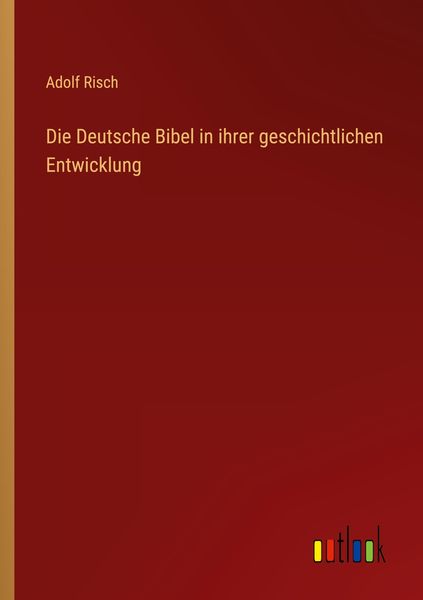 Adolf Risch
Die Deutsche Bibel in ihrer geschichtlichen
Entwicklung
outlook